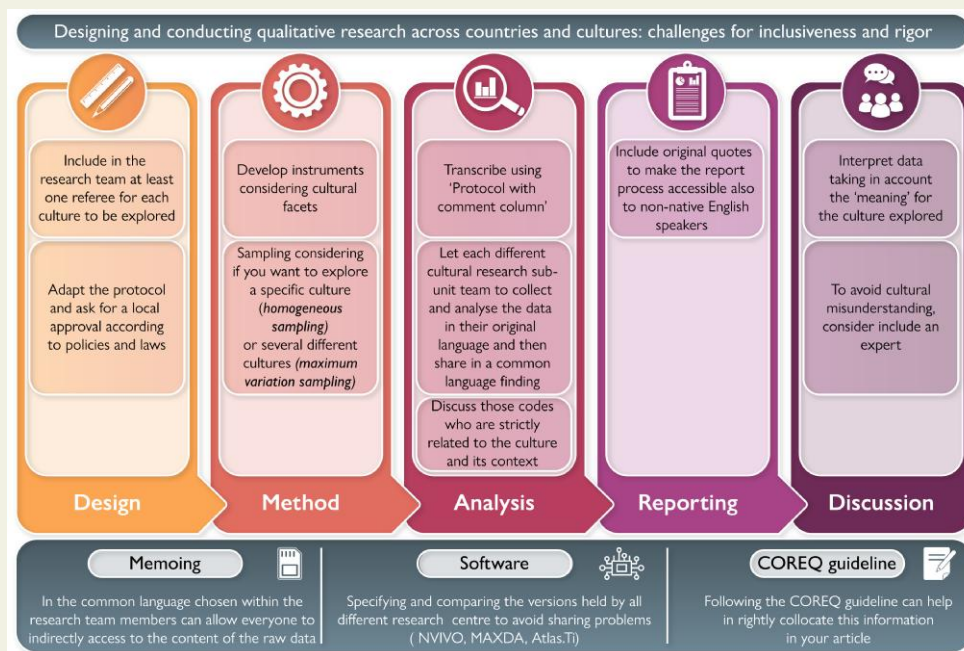 Designing and conducting qualitative research across countries and cultures: challenges for inclusiveness and rigor
Include in the
research team at least
one referee for each
culture to be explored
Adapt the protocol
and ask for a local
approval according
to policies and laws
Design
Develop instruments
considering cultural
facets
Sampling considering
if you want to explore
a specific culture
(homogeneous
sampling)
or several different
cultures (maximum
variation sampling)
Method
Transcribe using
‘Protocol with
comment column’
Let each different
cultural research sub-
unit team to collect
and analyse the data
in their original
language and then
share in a common
language finding
Discuss those codes
who are strictly
related to the culture
and its context
Analysis
Include original quotes
to make the report
process accessible also
to non-native English
speakers
Reporting
Interpret data
taking in account
the ‘meaning’ for
the culture explored
To avoid cultural
misunderstanding,
consider include an
expert
Discussion
Memoing
In the common language chosen within the
research team members can allow everyone to
indirectly access to the content of the raw data
Software
Specifying and comparing the versions held by all
different research centre to avoid sharing problems
( NVIVO, MAXDA, Atlas.Ti)
COREQ guideline
Following the COREQ guideline can help
in rightly collocate this information
in your article